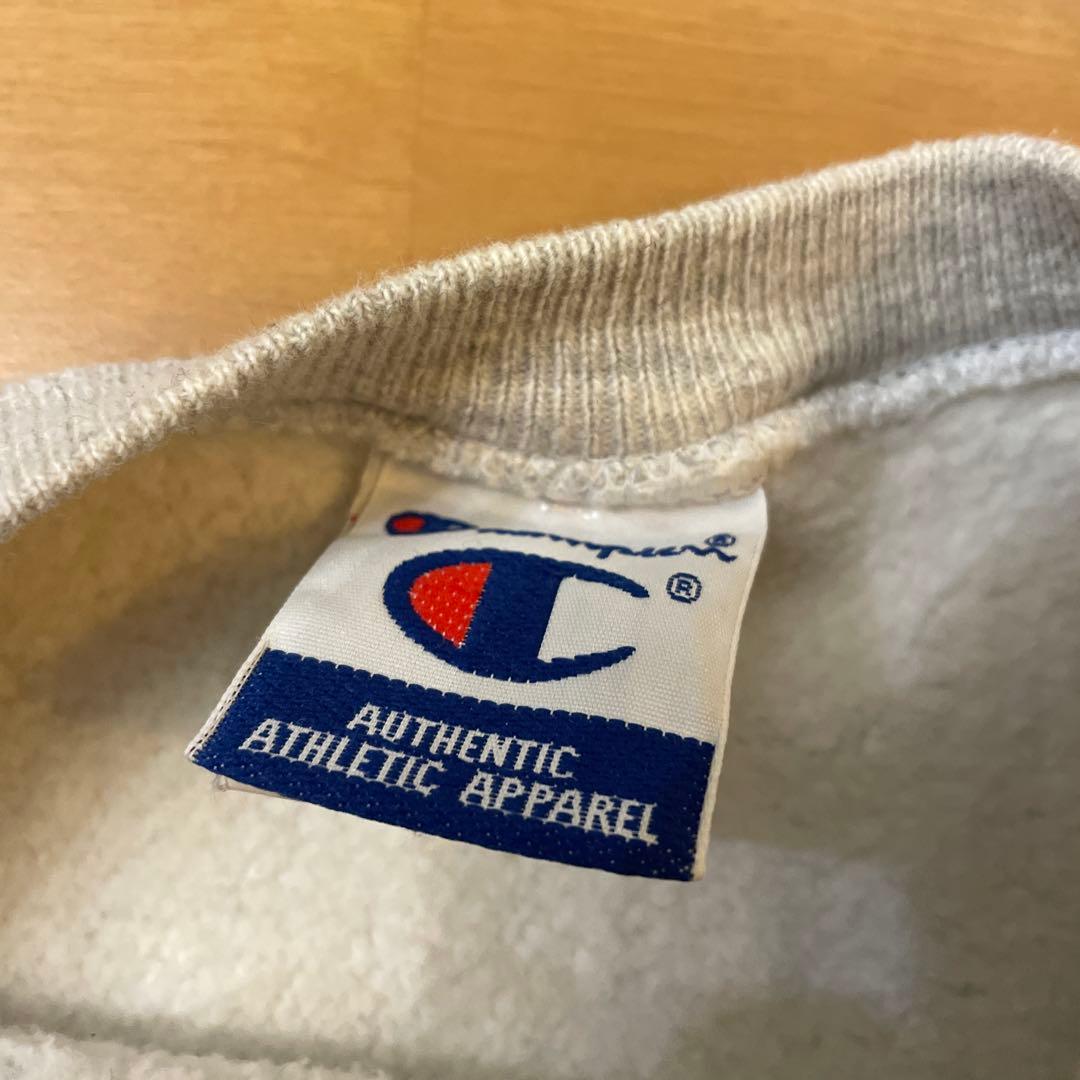 Champion®
®
AUTHENTIC
ATHLETIC APPAREL